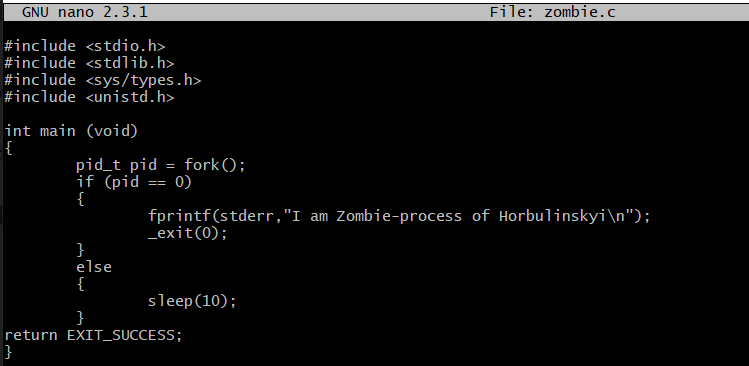 GNU nano 2.3.1 File: zombie.c
#include <stdio.h>
#include <stdlib.h>
#include <sys/types.h>
#include <unistd.h>
int main (void)
{
pid_t pid = fork();
if (pid == 0)
{
fprintf(stderr,"I am Zombie-process of Horbulinskyi\n");
_exit(0);
}
else
{
sleep(10);
}
return EXIT_SUCCESS;
}